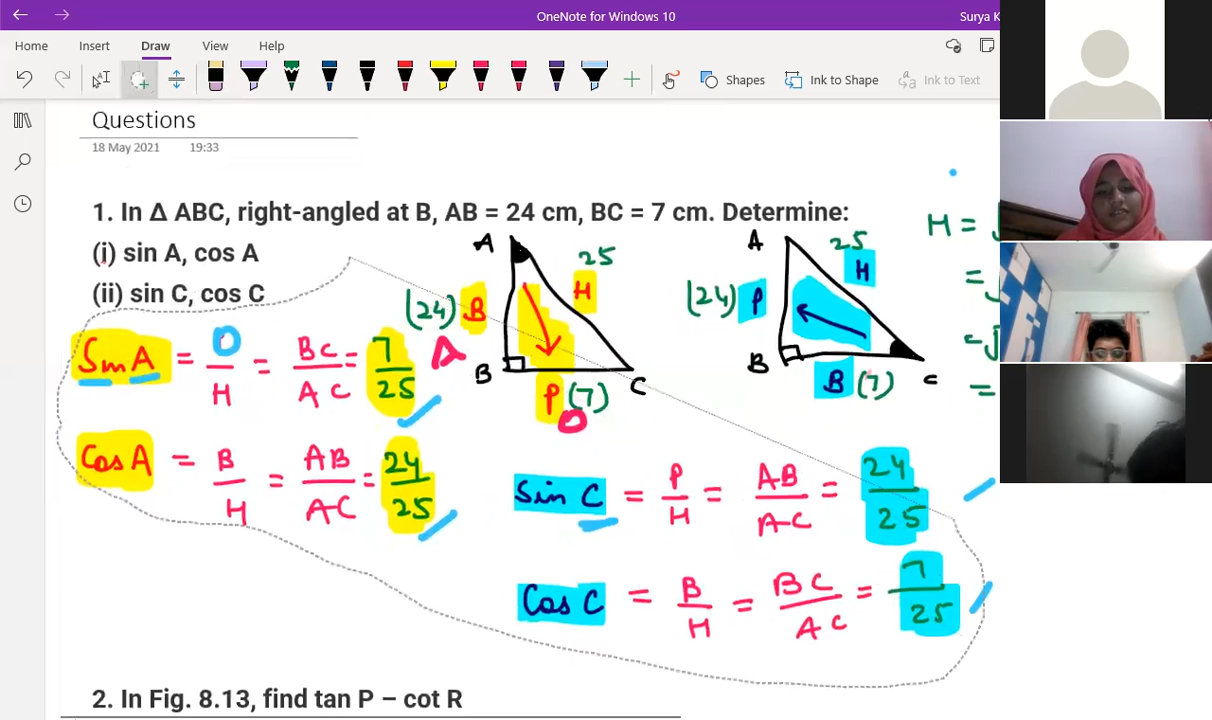 OneNote for Windows 10
Surya K
Home Insert Draw View Help
Shapes Ink to Shape Ink to Text
Questions
18 May 2021 19:33
1. In Δ ABC, right-angled at B, AB = 24 cm, BC = 7 cm. Determine:
(i) sin A, cos A
(ii) sin C, cos C
A
25
H
(24) B
Δ
B
P (7)
O
C
A
25
H
(24) P
B
B (7)
C
H = √
= √
= √
=
Sin A = O/H = BC/AC = 7/25
Cos A = B/H = AB/AC = 24/25
Sin C = P/H = AB/AC = 24/25
Cos C = B/H = BC/AC = 7/25
2. In Fig. 8.13, find tan P – cot R